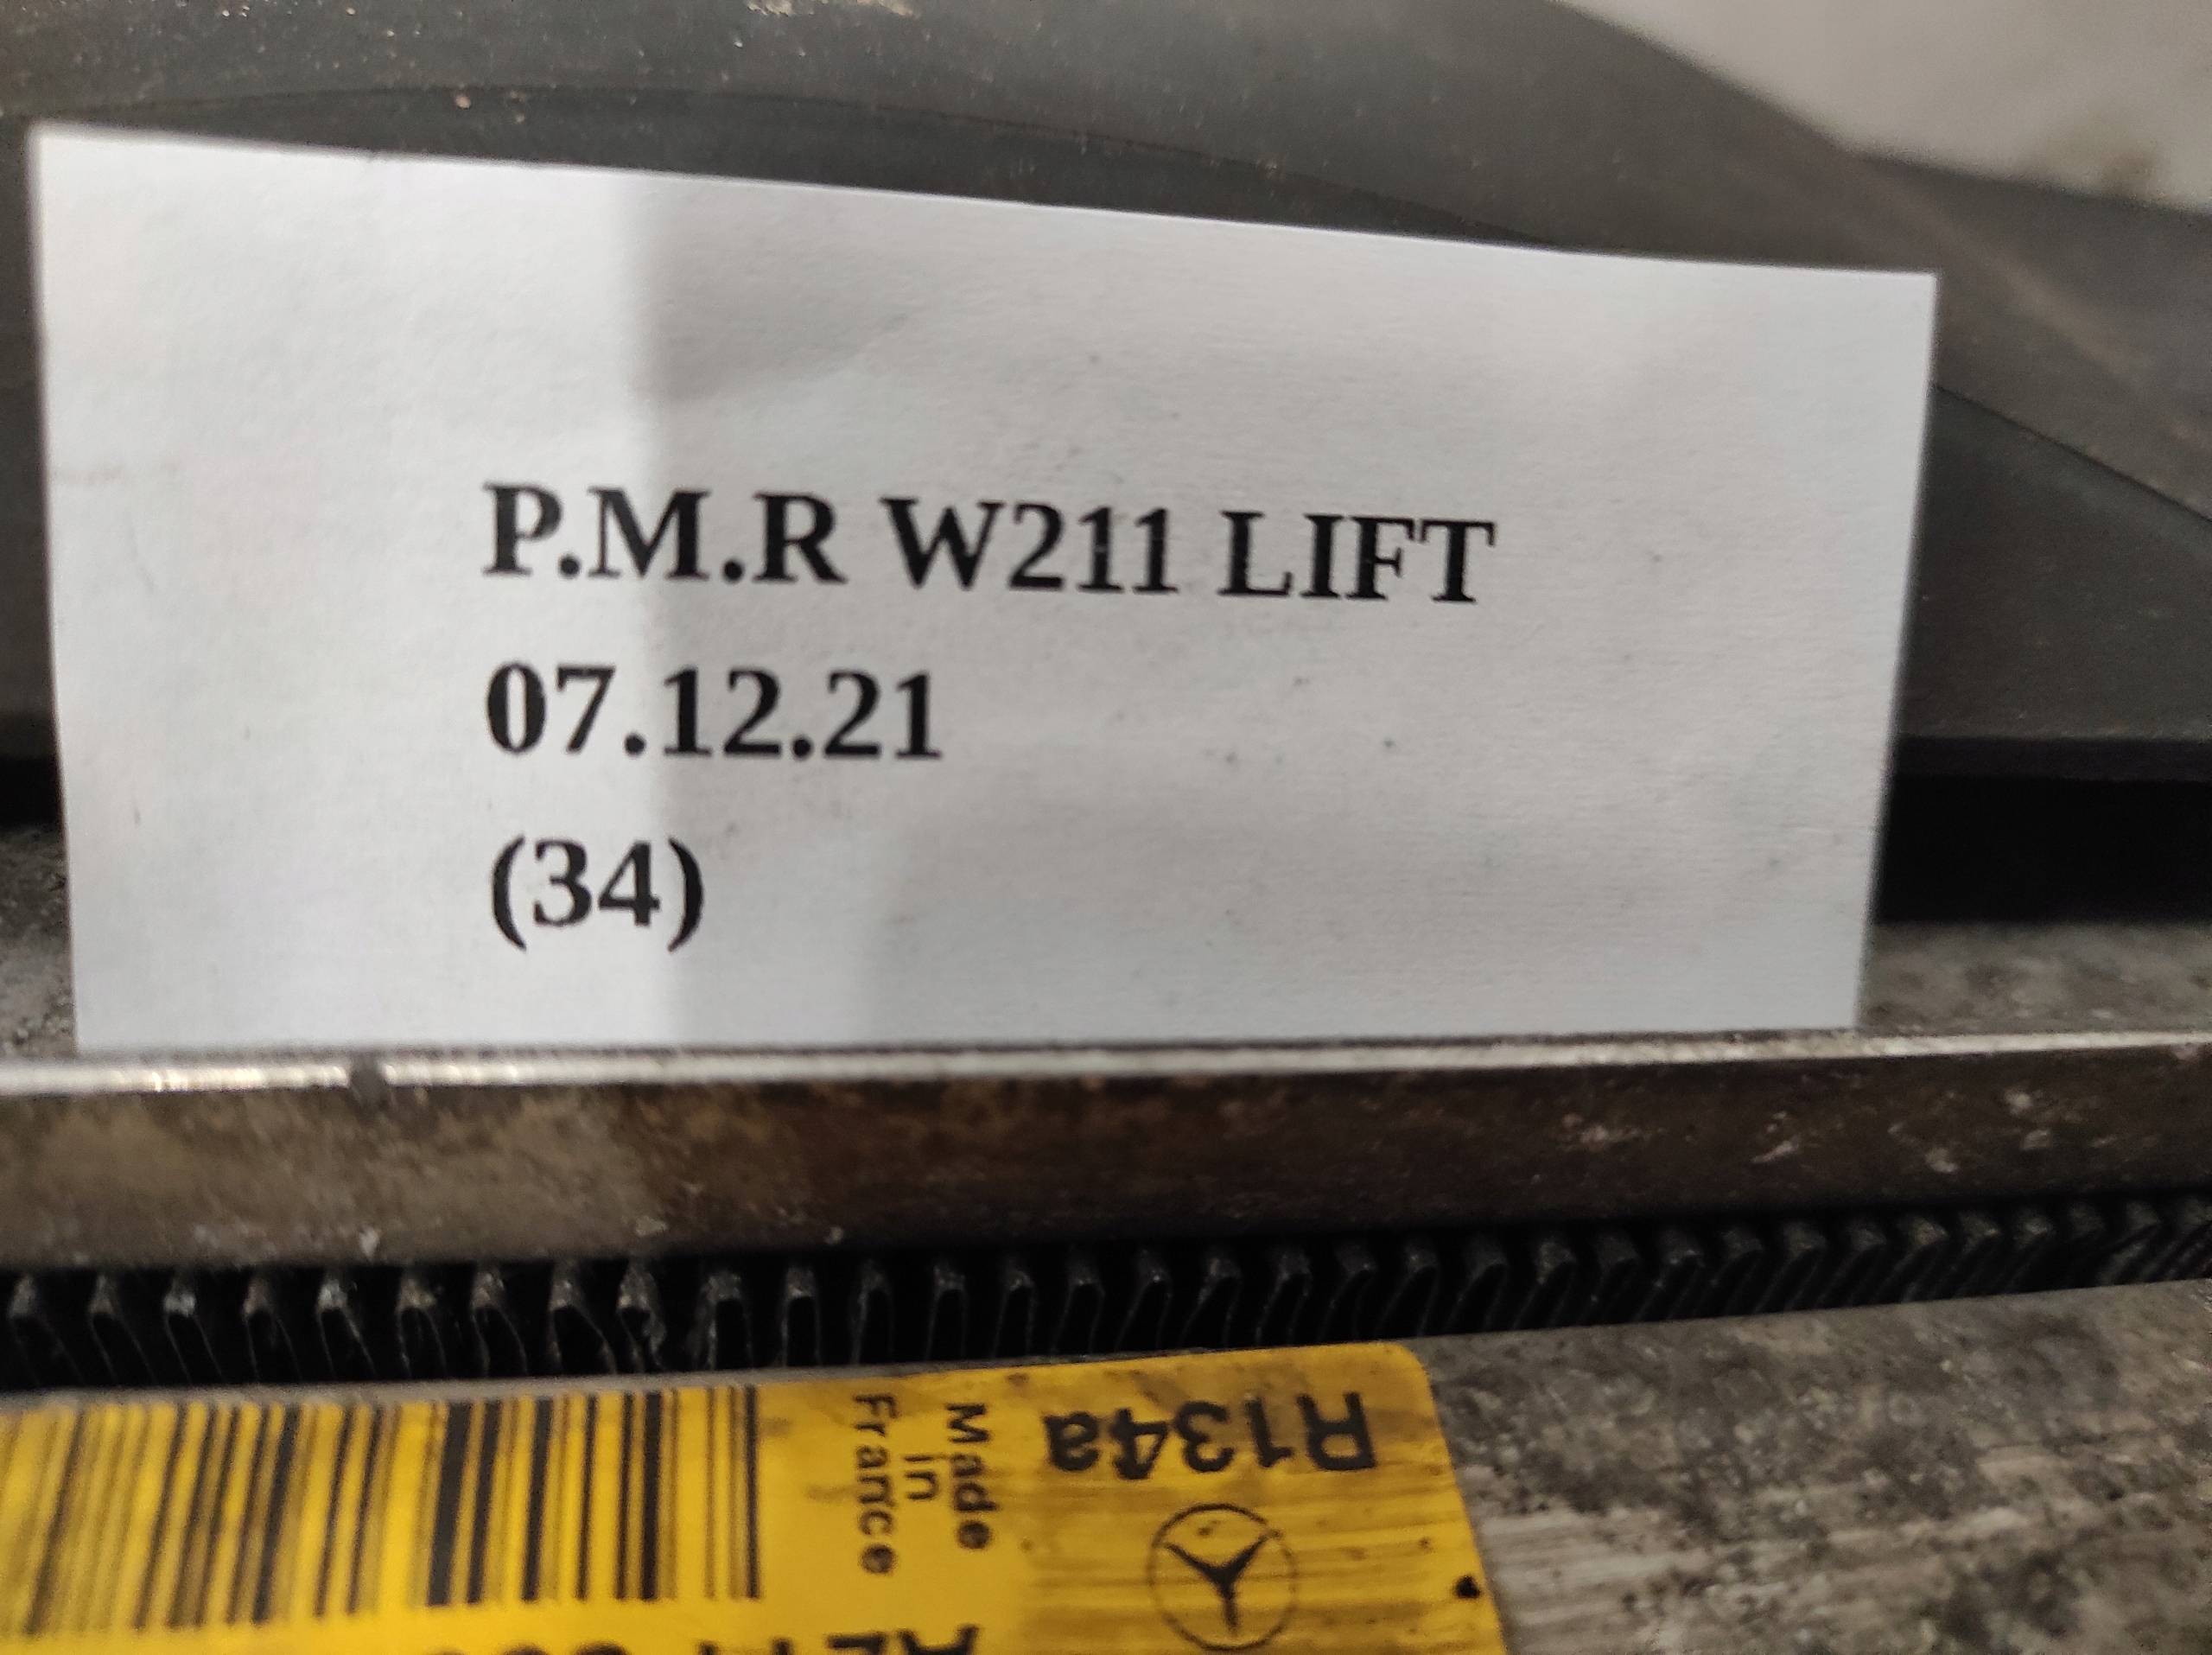 P.M.R W211 LIFT
07.12.21
(34)
R134a
Made
in
France